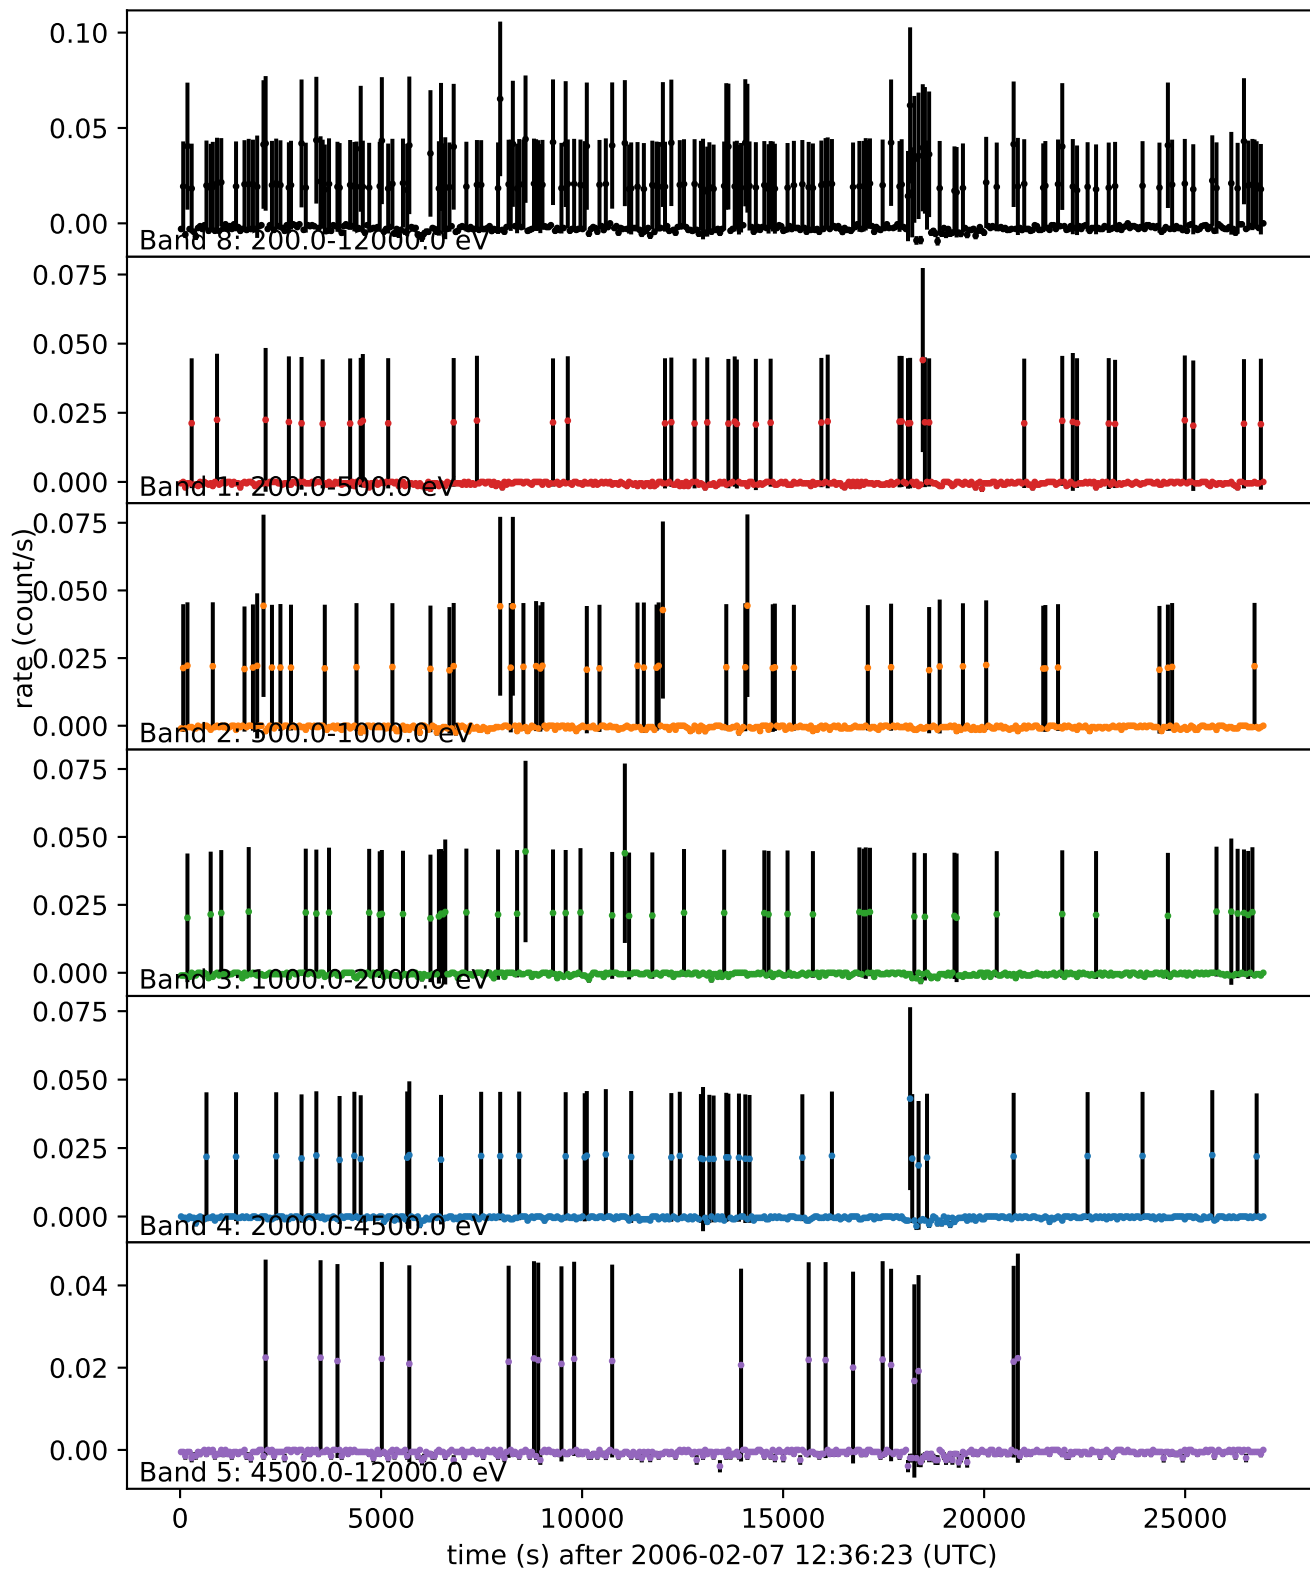 0.10
0.05
0.00
Band 8: 200.0-12000.0 eV
0.075
0.050
0.025
0.000
Band 1: 200.0-500.0 eV
0.075
0.050
0.025
0.000
Band 2: 500.0-1000.0 eV
rate (count/s)
0.075
0.050
0.025
0.000
Band 3: 1000.0-2000.0 eV
0.075
0.050
0.025
0.000
Band 4: 2000.0-4500.0 eV
0.04
0.02
0.00
Band 5: 4500.0-12000.0 eV
0 5000 10000 15000 20000 25000
time (s) after 2006-02-07 12:36:23 (UTC)